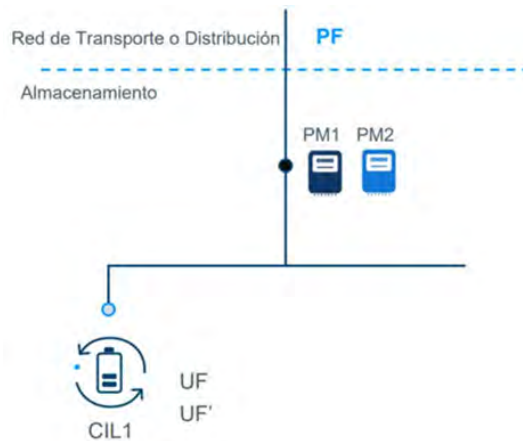 Red de Transporte o Distribución PF
Almacenamiento
PM1 PM2
UF
UF'
CIL1